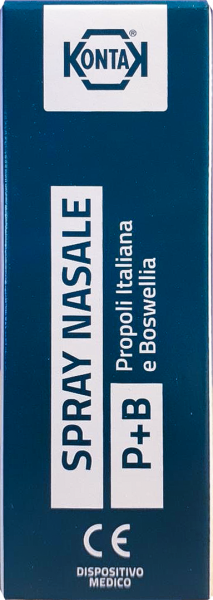 KONTAK
SPRAY NASALE
P+B
Propoli Italiana
e Boswellia
CE
DISPOSITIVO
MEDICO